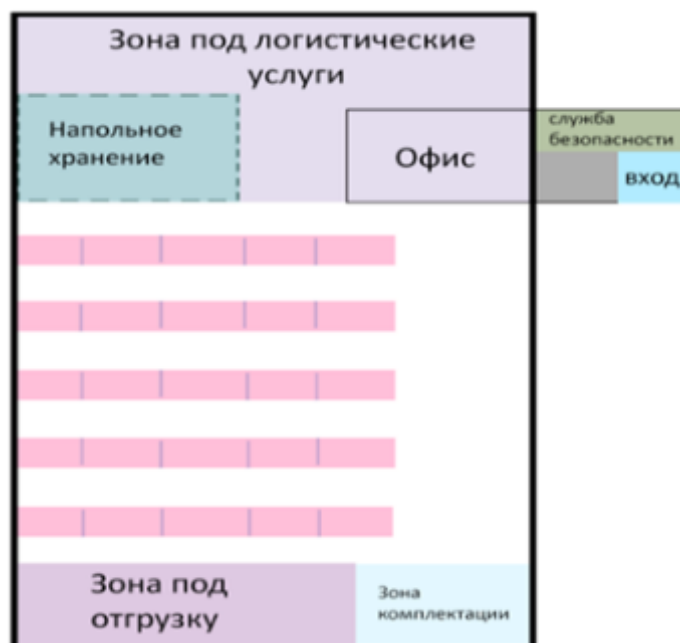 Зона под логистические
услуги
Напольное
хранение
Офис
служба
безопасности
вход
Зона под
отгрузку
Зона
комплектации